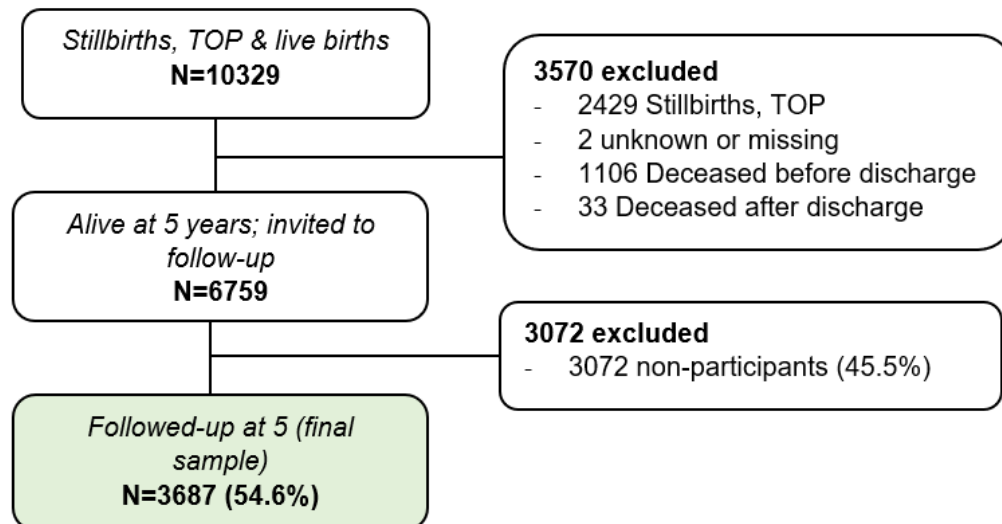 Stillbirths, TOP & live births
N=10329
3570 excluded
- 2429 Stillbirths, TOP
- 2 unknown or missing
- 1106 Deceased before discharge
- 33 Deceased after discharge
Alive at 5 years; invited to
follow-up
N=6759
3072 excluded
- 3072 non-participants (45.5%)
Followed-up at 5 (final
sample)
N=3687 (54.6%)